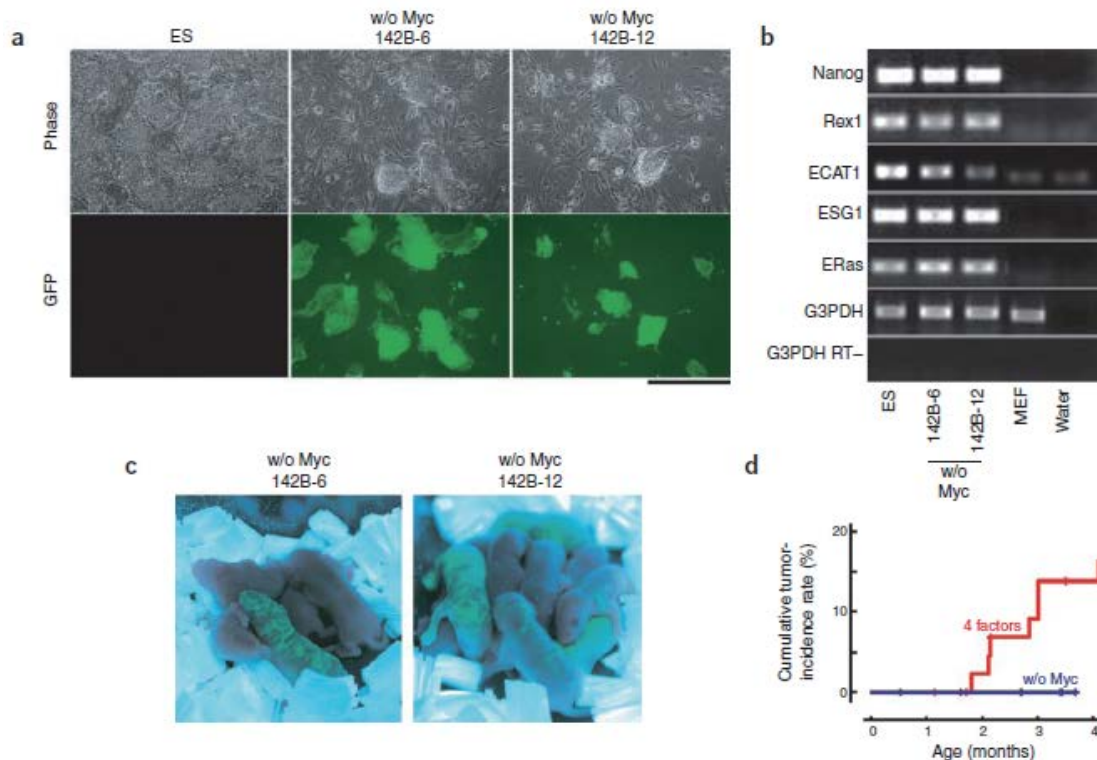 a
ES
w/o Myc
142B-6
w/o Myc
142B-12
Phase
GFP
b
Nanog
Rex1
ECAT1
ESG1
ERas
G3PDH
G3PDH RT–
ES
142B-6
142B-12
MEF
Water
w/o
Myc
c
w/o Myc
142B-6
w/o Myc
142B-12
d
Cumulative tumor-
incidence rate (%)
20
10
0
4 factors
w/o Myc
0 1 2 3 4
Age (months)